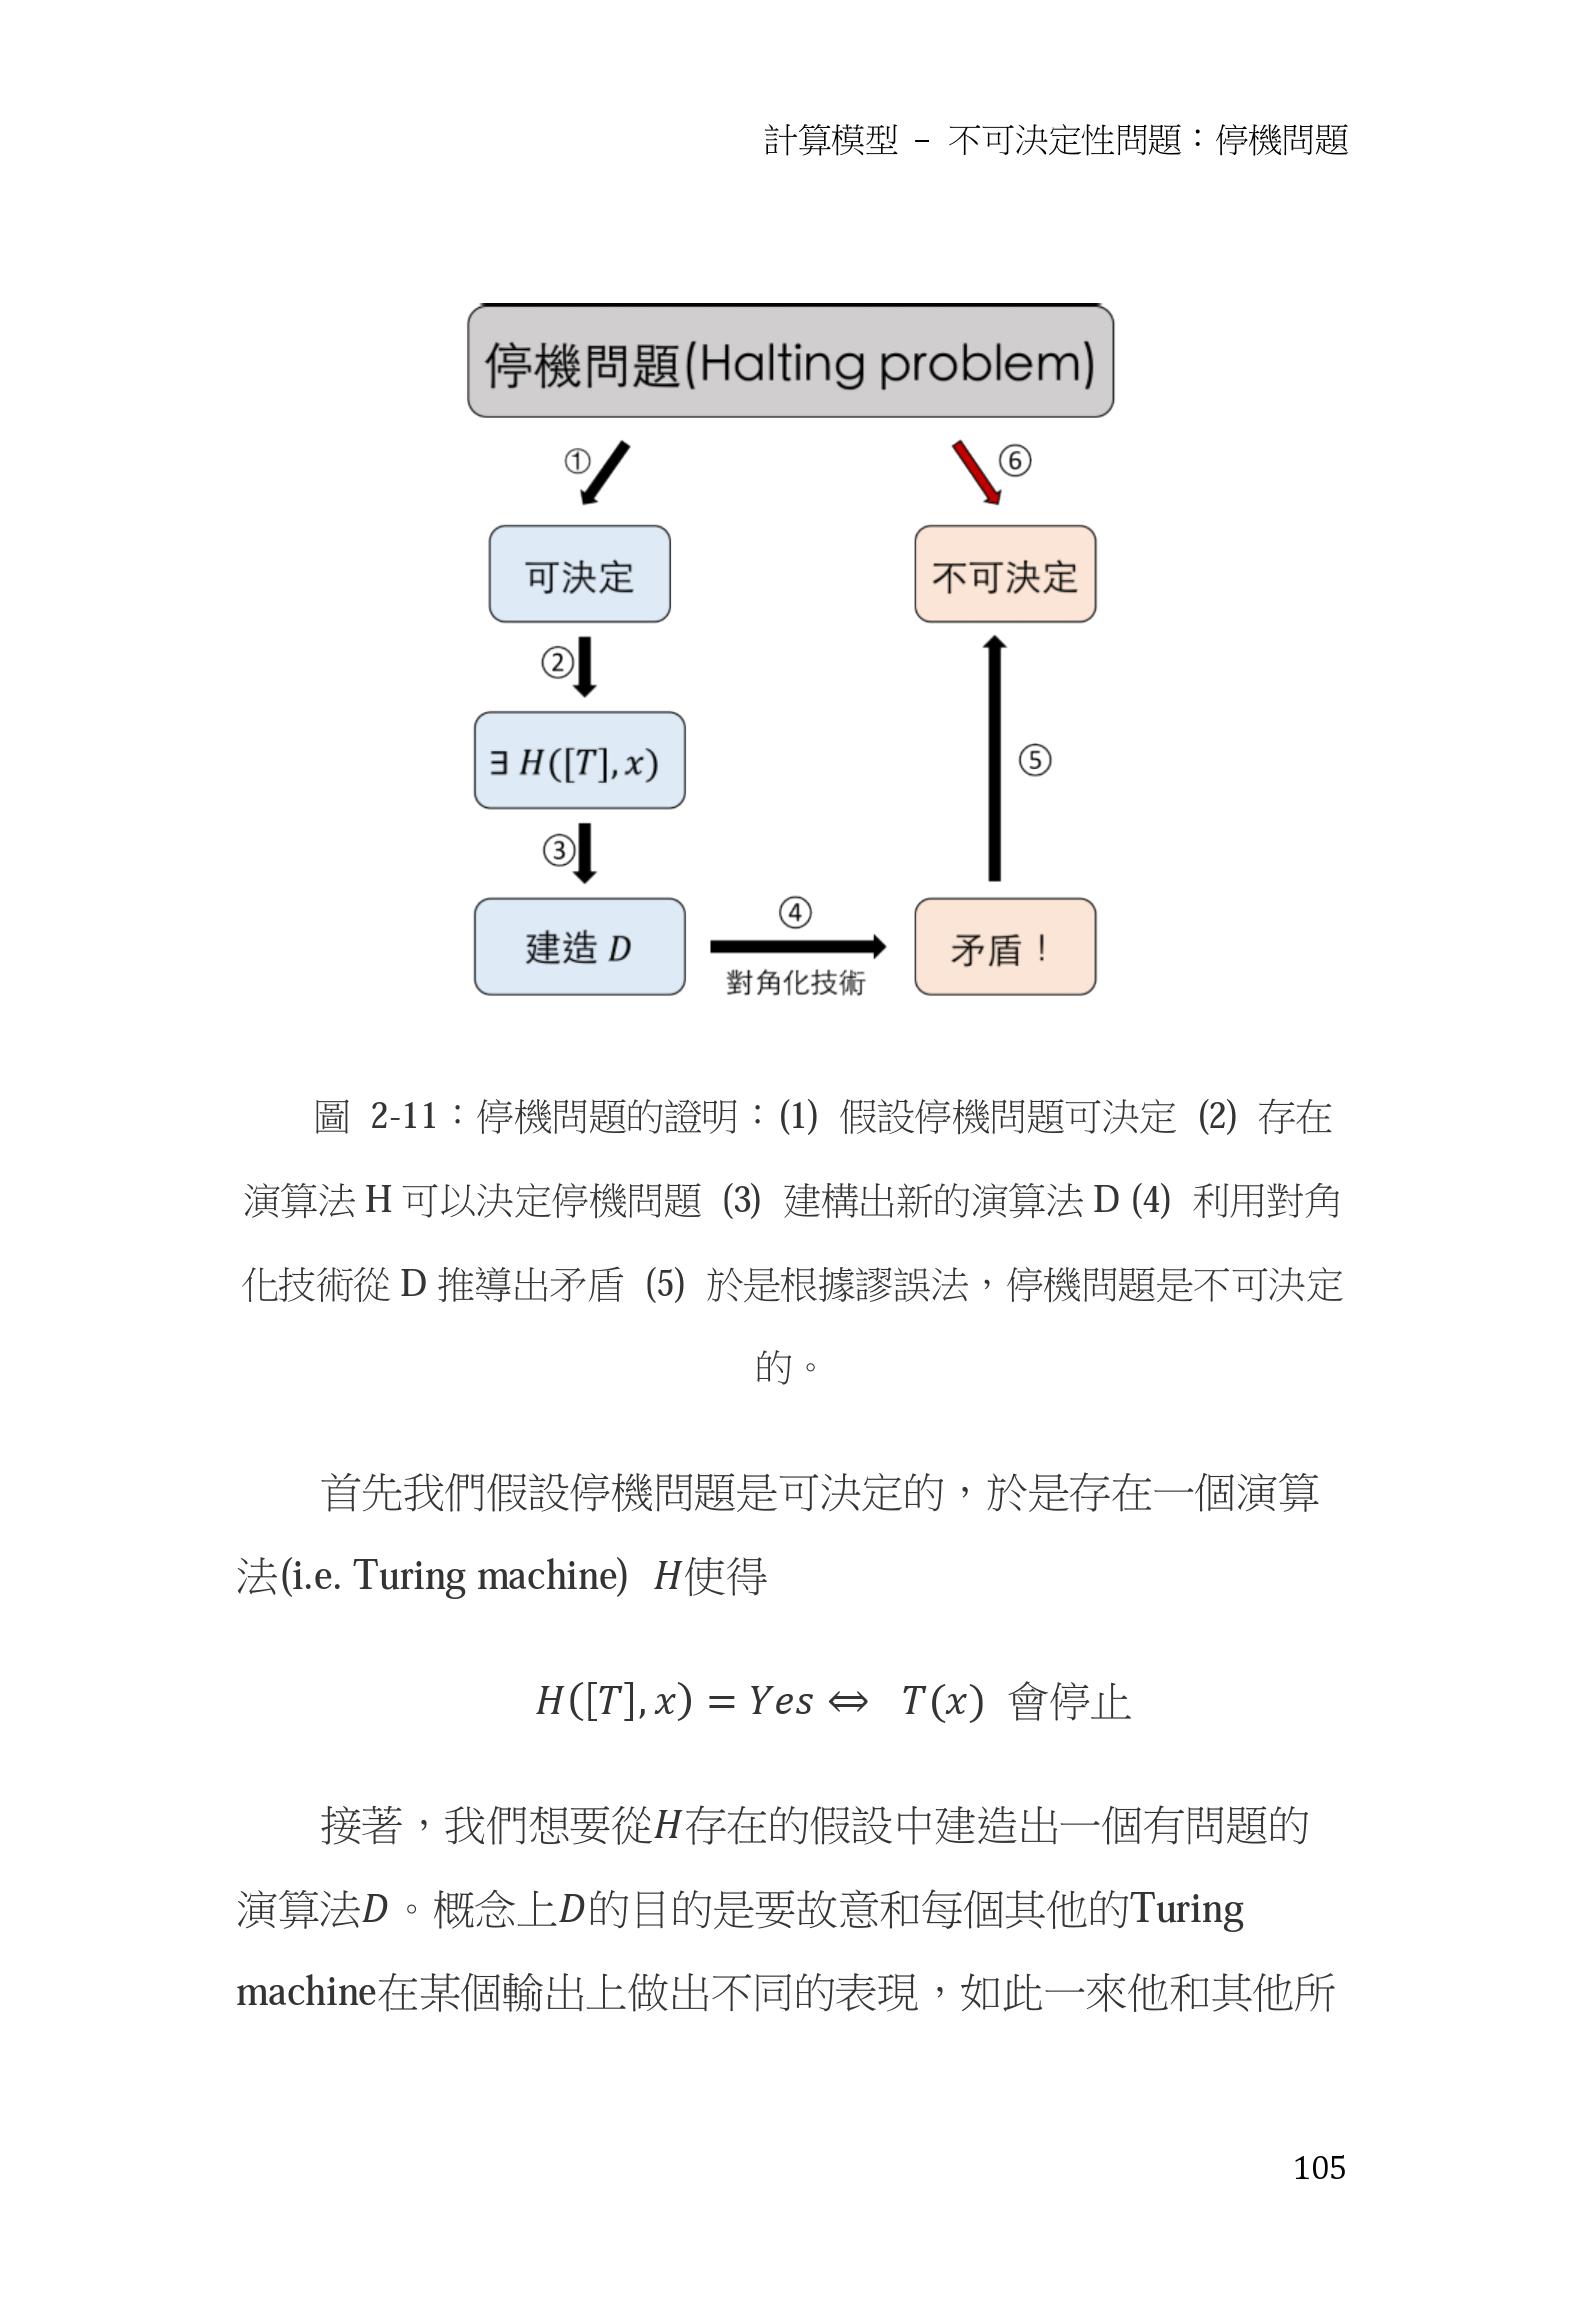 計算模型 – 不可決定性問題：停機問題
停機問題(Halting problem)
①
⑥
可決定
不可決定
②
∃ H([T], x)
⑤
③
④
建造 D
對角化技術
矛盾！
圖 2-11：停機問題的證明：(1) 假設停機問題可決定 (2) 存在
演算法 H 可以決定停機問題 (3) 建構出新的演算法 D (4) 利用對角
化技術從 D 推導出矛盾 (5) 於是根據謬誤法，停機問題是不可決定
的。
首先我們假設停機問題是可決定的，於是存在一個演算
法(i.e. Turing machine) H使得
H([T], x) = Yes ⇔ T(x) 會停止
接著，我們想要從H存在的假設中建造出一個有問題的
演算法D。概念上D的目的是要故意和每個其他的Turing
machine在某個輸出上做出不同的表現，如此一來他和其他所
105